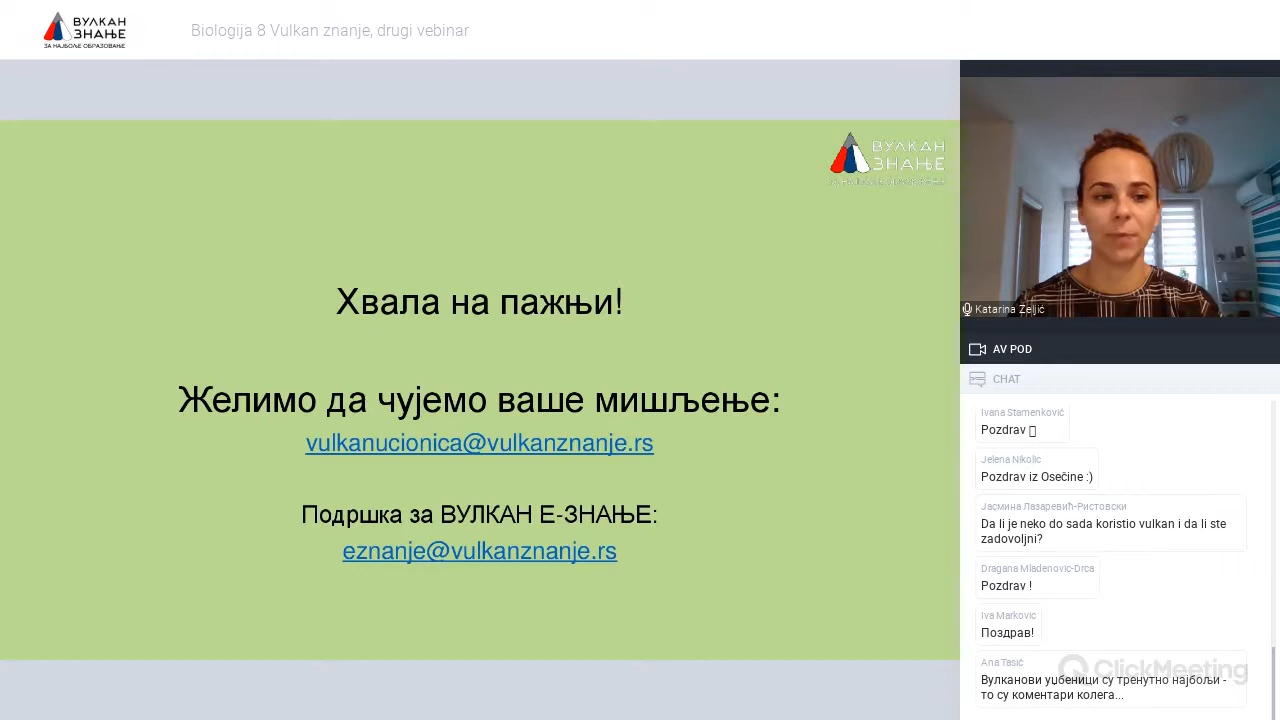 ВУЛКАН
ЗНАЊЕ
ЗА НАЈБОЉЕ ОБРАЗОВАЊЕ
Biologija 8 Vulkan znanje, drugi vebinar
ВУЛКАН
ЗНАЊЕ
ЗА НАЈБОЉЕ ОБРАЗОВАЊЕ
Хвала на пажњи!
Желимо да чујемо ваше мишљење:
vulkanucionica@vulkanznanje.rs
Подршка за ВУЛКАН Е-ЗНАЊЕ:
eznanje@vulkanznanje.rs
Katarina Zeljić
AV POD
CHAT
Ivana Stamenković
Pozdrav
Jelena Nikolic
Pozdrav iz Osečine :)
Јасмина Лазаревић-Ристовски
Da li je neko do sada koristio vulkan i da li ste
zadovoljni?
Dragana Mladenovic-Drca
Pozdrav !
Iva Markovic
Поздрав!
Ana Tasić
Вулканови уџбеници су тренутно најбољи -
то су коментари колега...
ClickMeeting